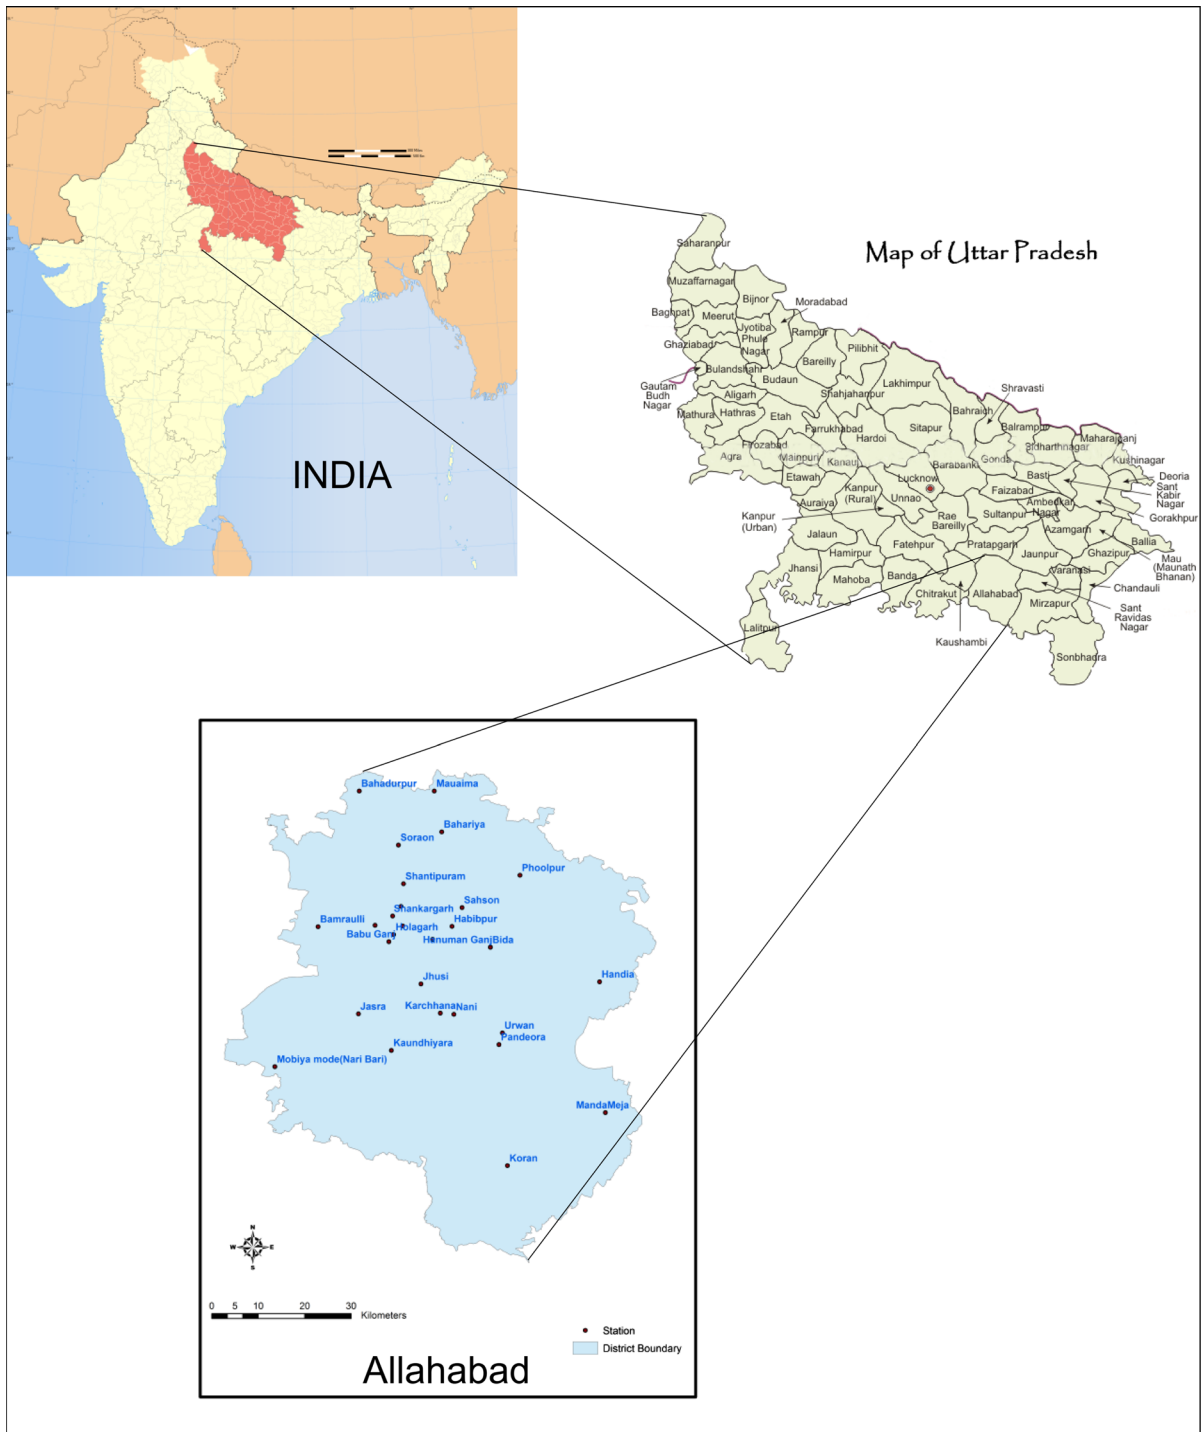 INDIA
Map of Uttar Pradesh
Saharanpur
Muzaffarnagar
Bijnor
Moradabad
Baghpat
Meerut
Jyotiba
Phule
Nagar
Rampur
Ghaziabad
Bareilly
Pilibhit
Bulandshahr
Budaun
Gautam
Budh
Nagar
Aligarh
Shahjahanpur
Lakhimpur
Shravasti
Mathura
Hathras
Etah
Farrukhabad
Hardoi
Sitapur
Bahraich
Balrampur
Sidharthnagar
Maharajganj
Firozabad
Agra
Mainpuri
Kanauj
Barabanki
Gonda
Kushinagar
Etawah
Kanpur
(Rural)
Lucknow
Basti
Deoria
Sant
Kabir
Nagar
Auraiya
Unnao
Faizabad
Ambedkar
Nagar
Gorakhpur
Kanpur
(Urban)
Rae
Bareilly
Sultanpur
Azamgarh
Jalaun
Fatehpur
Pratapgarh
Jaunpur
Ghazipur
Ballia
Mau
(Maunath
Bhanan)
Hamirpur
Jhansi
Mahoba
Banda
Chitrakut
Allahabad
Varanasi
Mirzapur
Chandauli
Sant
Ravidas
Nagar
Kaushambi
Lalitpur
Sonbhadra
Bahadurpur
Mauaima
Bahariya
Soraon
Phoolpur
Shantipuram
Shankargarh
Sahson
Bamraulli
Holagarh
Habibpur
Babu Ganj
Hanuman Ganj
Bida
Jhusi
Handia
Jasra
Karchhana
Nani
Urwan
Pandeora
Kaundhiyara
Mobiya mode(Nari Bari)
Manda
Meja
Koran
N
W E
S
0 5 10 20 30
Kilometers
Station
District Boundary
Allahabad